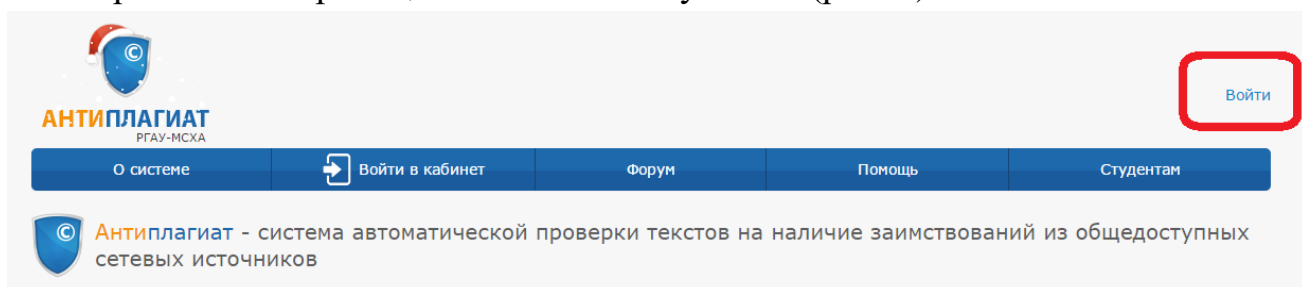 ©
Войти
АНТИПЛАГИАТ
РГАУ-МСХА
О системе Войти в кабинет Форум Помощь Студентам
© Антиплагиат - система автоматической проверки текстов на наличие заимствований из общедоступных
сетевых источников